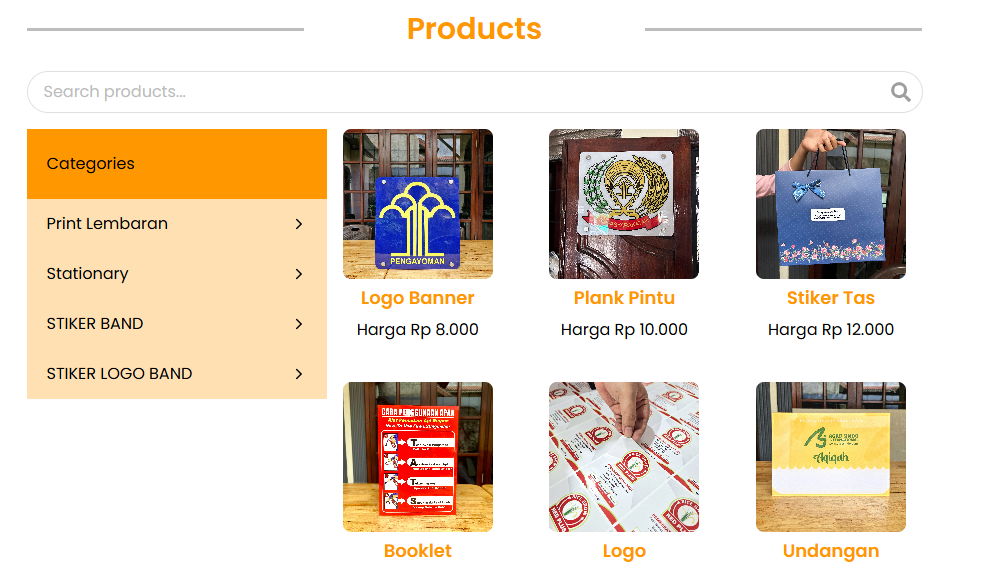 Products
Search products...
Categories
Print Lembaran
Stationary
STIKER BAND
STIKER LOGO BAND
PENGAYOMAN
Logo Banner
Plank Pintu
Stiker Tas
Harga Rp 8.000
Harga Rp 10.000
Harga Rp 12.000
CARA PENGGUNAAN APAR
T
A
T
S
Aqiqah
Booklet
Logo
Undangan